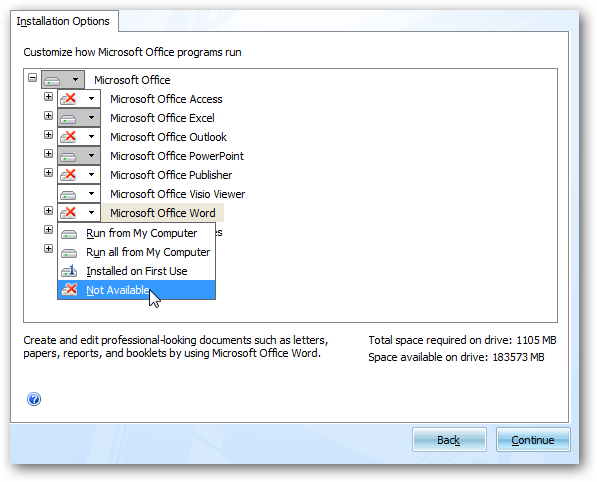 Installation Options
Customize how Microsoft Office programs run
Microsoft Office
Microsoft Office Access
Microsoft Office Excel
Microsoft Office Outlook
Microsoft Office PowerPoint
Microsoft Office Publisher
Microsoft Office Visio Viewer
Microsoft Office Word
Run from My Computer
Run all from My Computer
Installed on First Use
Not Available
Create and edit professional-looking documents such as letters,
papers, reports, and booklets by using Microsoft Office Word.
Total space required on drive: 1105 MB
Space available on drive: 183573 MB
Back
Continue